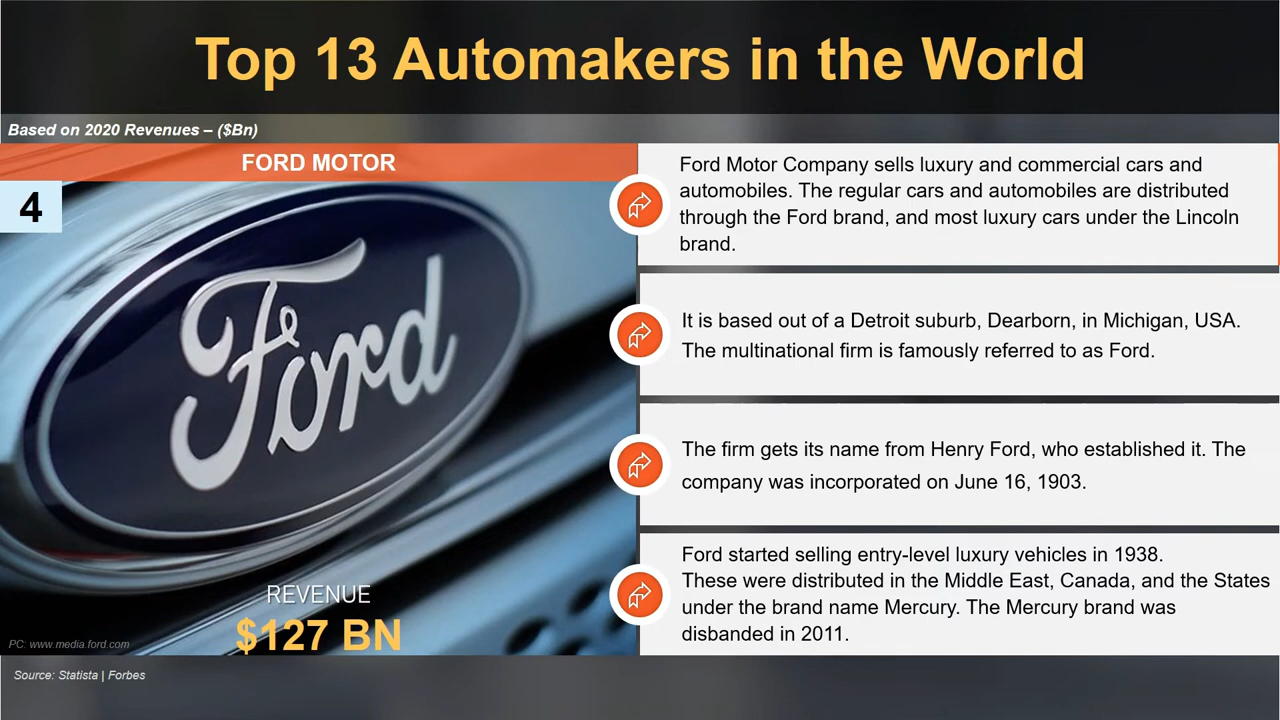 Top 13 Automakers in the World
Based on 2020 Revenues – ($Bn)
FORD MOTOR
4
Ford
REVENUE
$127 BN
PC: www.media.ford.com
Ford Motor Company sells luxury and commercial cars and
automobiles. The regular cars and automobiles are distributed
through the Ford brand, and most luxury cars under the Lincoln
brand.
It is based out of a Detroit suburb, Dearborn, in Michigan, USA.
The multinational firm is famously referred to as Ford.
The firm gets its name from Henry Ford, who established it. The
company was incorporated on June 16, 1903.
Ford started selling entry-level luxury vehicles in 1938.
These were distributed in the Middle East, Canada, and the States
under the brand name Mercury. The Mercury brand was
disbanded in 2011.
Source: Statista | Forbes